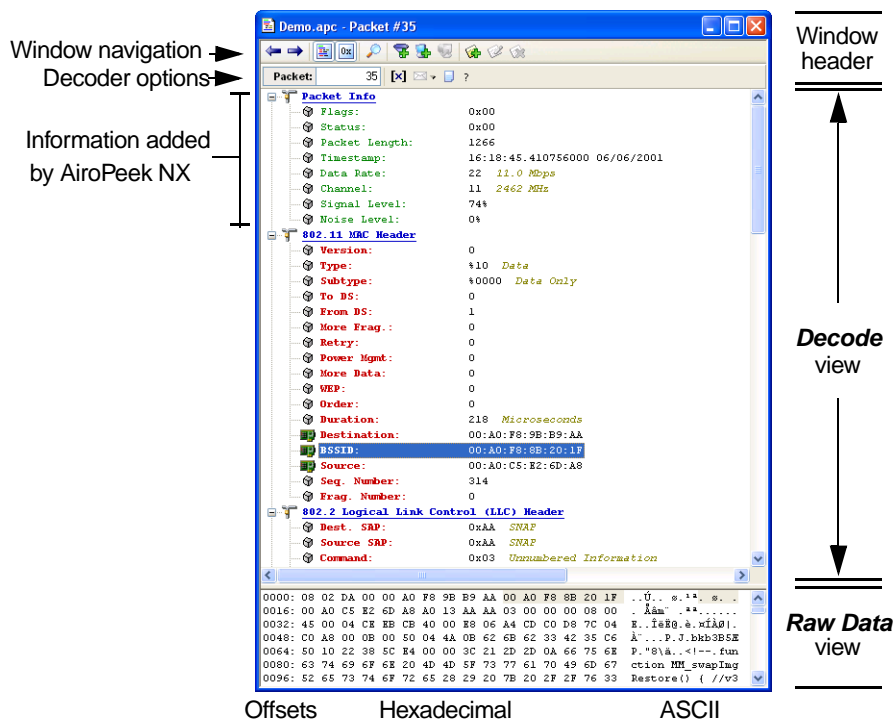 Demo.apc - Packet #35
Window navigation
Decoder options
Packet: 35 [x] ?
Window header
Information added by AiroPeek NX
Packet Info
Flags: 0x00
Status: 0x00
Packet Length: 1266
Timestamp: 16:18:45.410756000 06/06/2001
Data Rate: 22 11.0 Mbps
Channel: 11 2462 MHz
Signal Level: 74%
Noise Level: 0%
802.11 MAC Header
Version: 0
Type: %10 Data
Subtype: %0000 Data Only
To DS: 0
From DS: 1
More Frag.: 0
Retry: 0
Power Mgmt: 0
More Data: 0
WEP: 0
Order: 0
Duration: 218 Microseconds
Destination: 00:A0:F8:9B:B9:AA
BSSID: 00:A0:F8:8B:20:1F
Source: 00:A0:C5:E2:6D:A8
Seq. Number: 314
Frag. Number: 0
802.2 Logical Link Control (LLC) Header
Dest. SAP: 0xAA SNAP
Source SAP: 0xAA SNAP
Command: 0x03 Unnumbered Information
Decode view
0000: 08 02 DA 00 00 A0 F8 9B B9 AA 00 A0 F8 8B 20 1F ..Ú.. ø.¹ª. ø. .
0016: 00 A0 C5 E2 6D A8 A0 13 AA AA 03 00 00 00 08 00 . Åâm¨ .ªª......
0032: 45 00 04 CE EB CB 40 00 E8 06 A4 CD C0 D8 7C 04 E..ÎëË@.è.¤ÍÀØ|.
0048: C0 A8 00 0B 00 50 04 4A 0B 62 6B 62 33 42 35 C6 À¨...P.J.bkb3B5Æ
0064: 50 10 22 38 5C E4 00 00 3C 21 2D 2D 0A 66 75 6E P."8\ä..<!--.fun
0080: 63 74 69 6F 6E 20 4D 4D 5F 73 77 61 70 49 6D 67 ction MM_swapImg
0096: 52 65 73 74 6F 72 65 28 29 20 7B 20 2F 2F 76 33 Restore() { //v3
Raw Data view
Offsets Hexadecimal ASCII